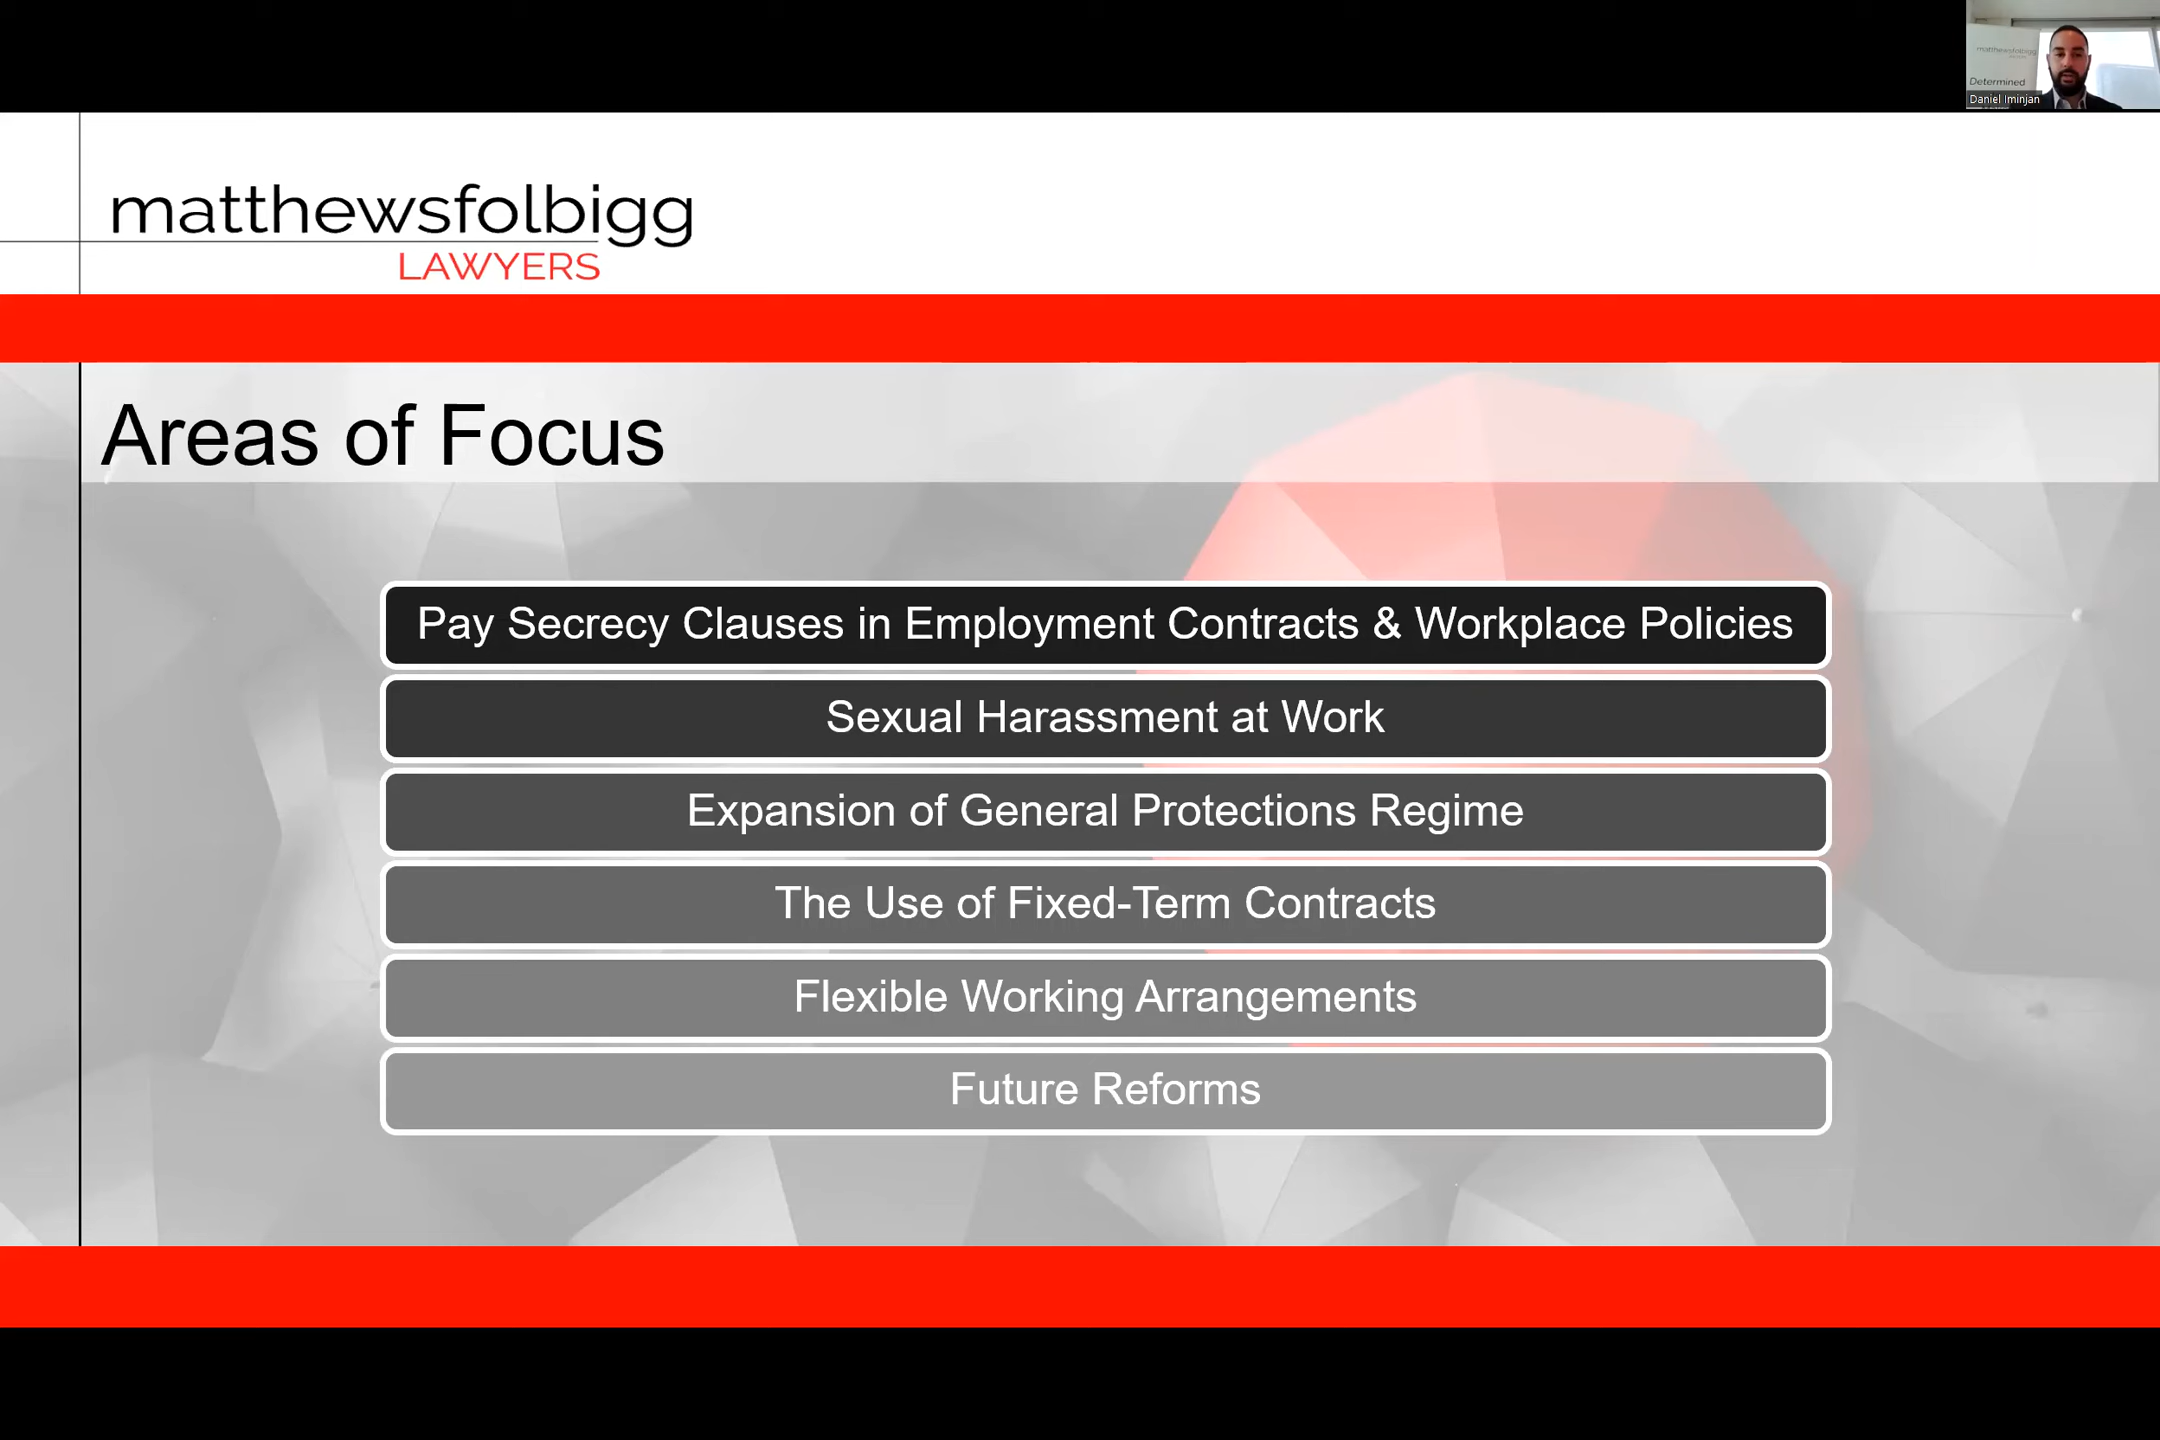 matthewsfolbigg
Determined
Daniel Iminjan
matthewsfolbigg
LAWYERS
Areas of Focus
Pay Secrecy Clauses in Employment Contracts & Workplace Policies
Sexual Harassment at Work
Expansion of General Protections Regime
The Use of Fixed-Term Contracts
Flexible Working Arrangements
Future Reforms